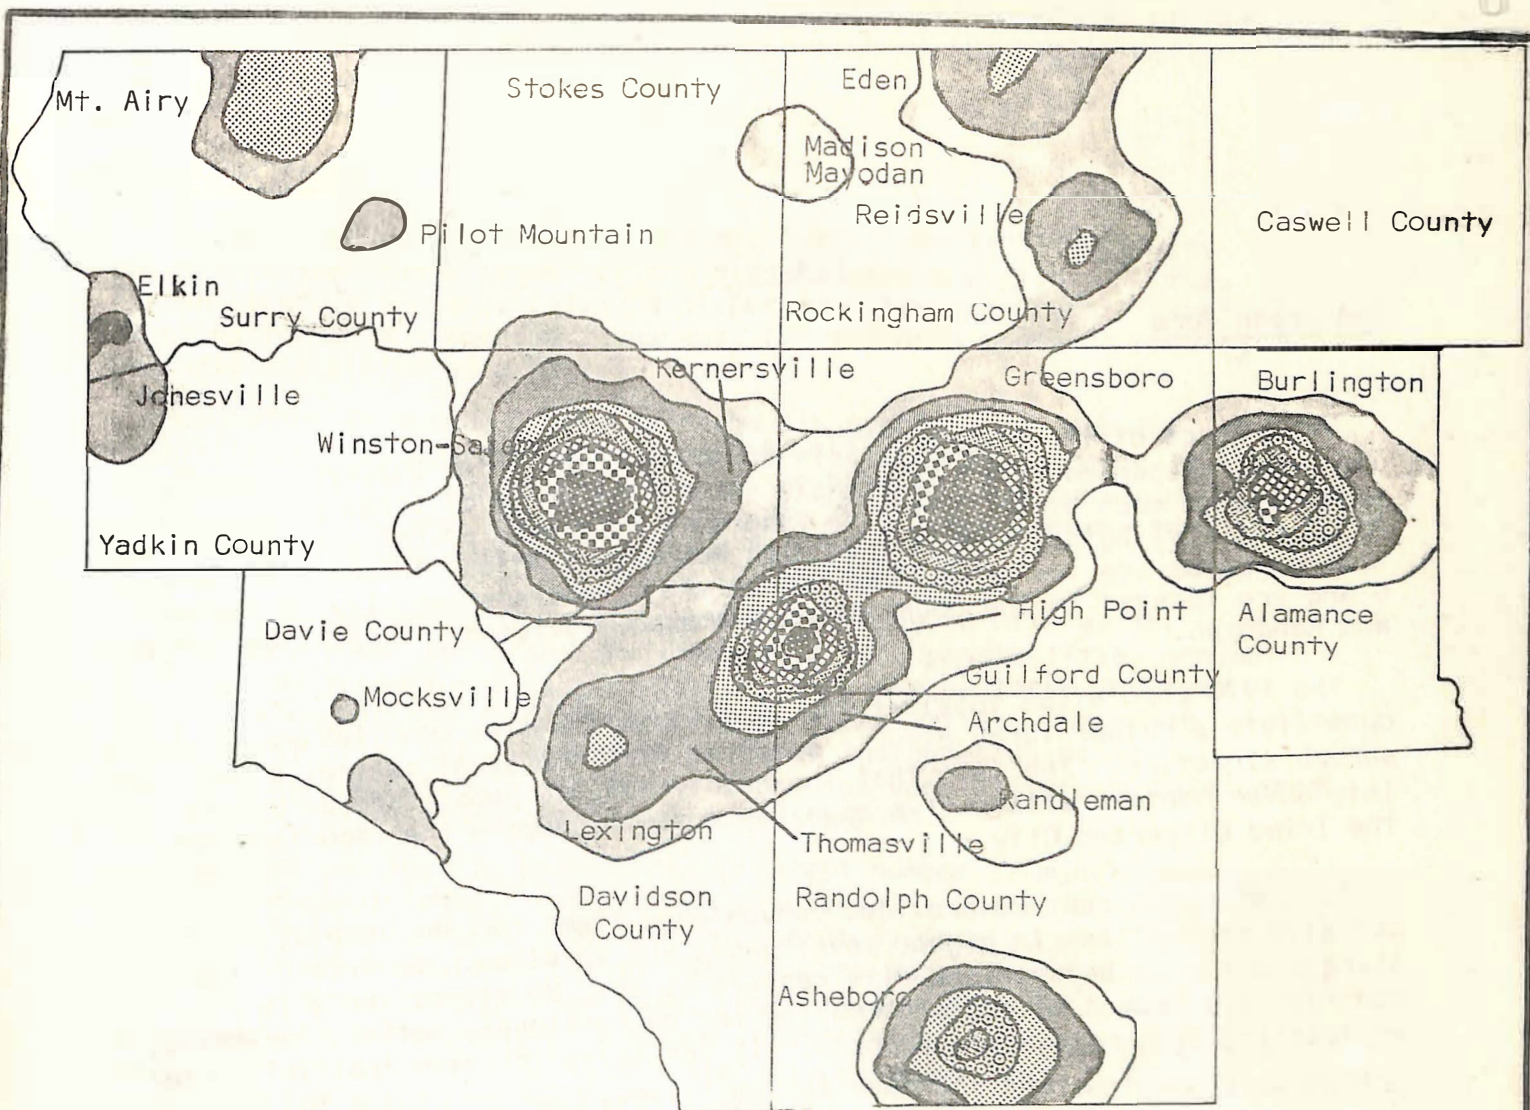 Stokes County
Eden
Mt. Airy
Madison
Mayodan
Reidsville
Caswell County
Pilot Mountain
Elkin
Surry County
Rockingham County
Kernersville
Greensboro
Burlington
Jonesville
Winston-Salem
Yadkin County
High Point
Alamance
County
Davie County
Guilford County
Mocksville
Archdale
Randleman
Lexington
Thomasville
Davidson
County
Randolph County
Asheboro